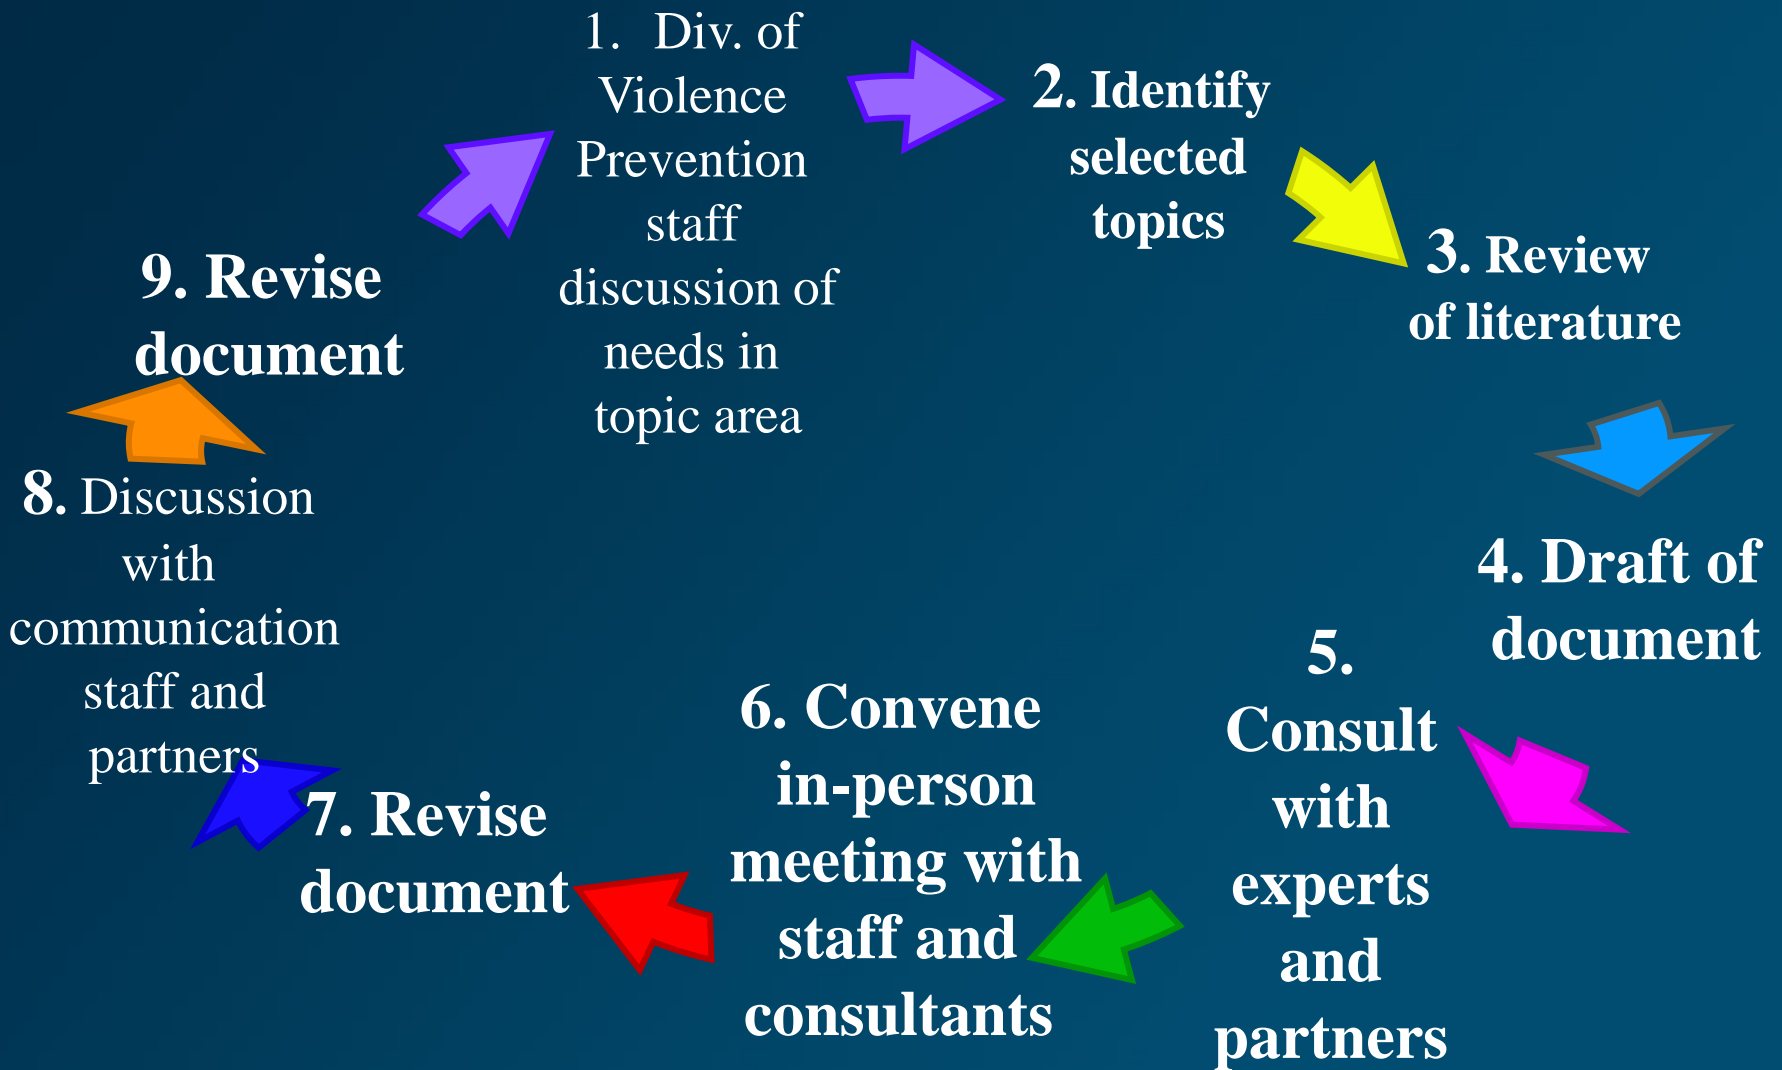 1. Div. of
Violence
Prevention
staff
discussion of
needs in
topic area
2. Identify
selected
topics
3. Review
of literature
4. Draft of
document
5.
Consult
with
experts
and
partners
6. Convene
in-person
meeting with
staff and
consultants
7. Revise
document
8. Discussion
with
communication
staff and
partners
9. Revise
document